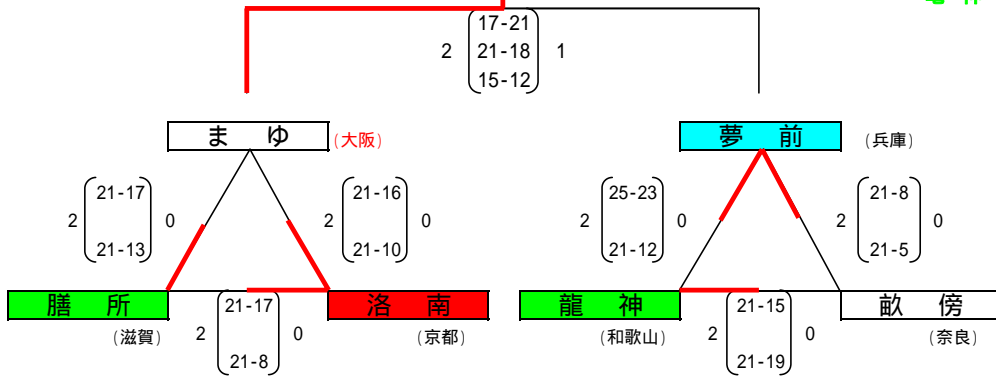 17-21
2 21-18 1
15-12
ま ゆ (大阪)
夢 前 (兵庫)
21-17 21-16 25-23 21-8
2 0 2 0 2 0 2 0
21-13 21-10 21-12 21-5
膳 所 21-17 洛 南 龍 神 21-15 畝 傍
(滋賀) 2 0 (京都) (和歌山) 2 0 (奈良)
21-8 21-19